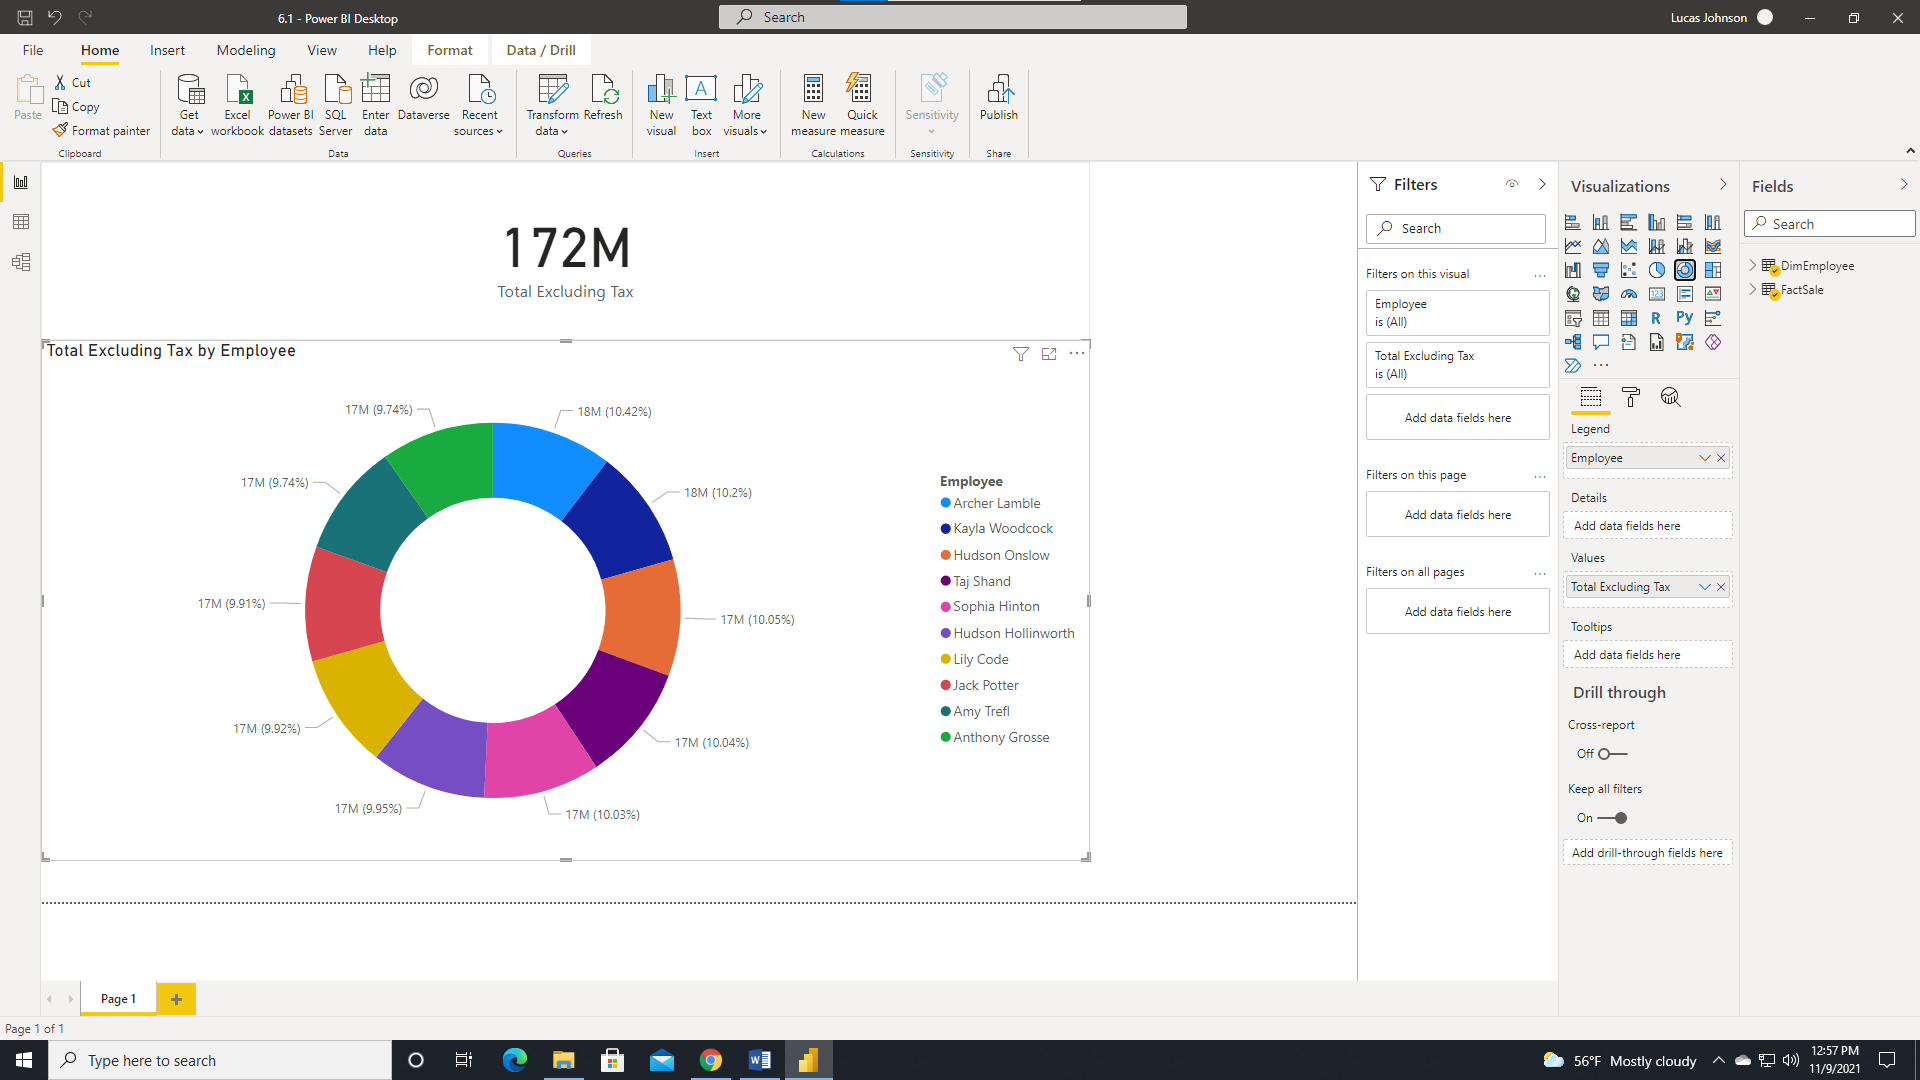 6.1 - Power BI Desktop
Search
Lucas Johnson
File Home Insert Modeling View Help Format Data / Drill
Paste
Cut
Copy
Format painter
Clipboard
Get data
Excel workbook
Power BI datasets
SQL Server
Enter data
Dataverse
Recent sources
Data
Transform data
Refresh
Queries
New visual
Text box
A
More visuals
Insert
New measure
Quick measure
Calculations
Sensitivity
Sensitivity
Publish
Share
172M
Total Excluding Tax
Total Excluding Tax by Employee
17M (9.74%)
18M (10.42%)
17M (9.74%)
18M (10.2%)
17M (9.91%)
17M (10.05%)
17M (9.92%)
17M (10.04%)
17M (9.95%)
17M (10.03%)
Employee
Archer Lamble
Kayla Woodcock
Hudson Onslow
Taj Shand
Sophia Hinton
Hudson Hollinworth
Lily Code
Jack Potter
Amy Trefl
Anthony Grosse
Filters
Search
Filters on this visual
...
Employee
is (All)
Total Excluding Tax
is (All)
Add data fields here
Filters on this page
...
Add data fields here
Filters on all pages
...
Add data fields here
Visualizations
123
R
Py
...
Legend
Employee
Details
Add data fields here
Values
Total Excluding Tax
Tooltips
Add data fields here
Drill through
Cross-report
Off
Keep all filters
On
Add drill-through fields here
Fields
Search
DimEmployee
FactSale
Page 1
Page 1 of 1
Type here to search
56°F Mostly cloudy
12:57 PM
11/9/2021